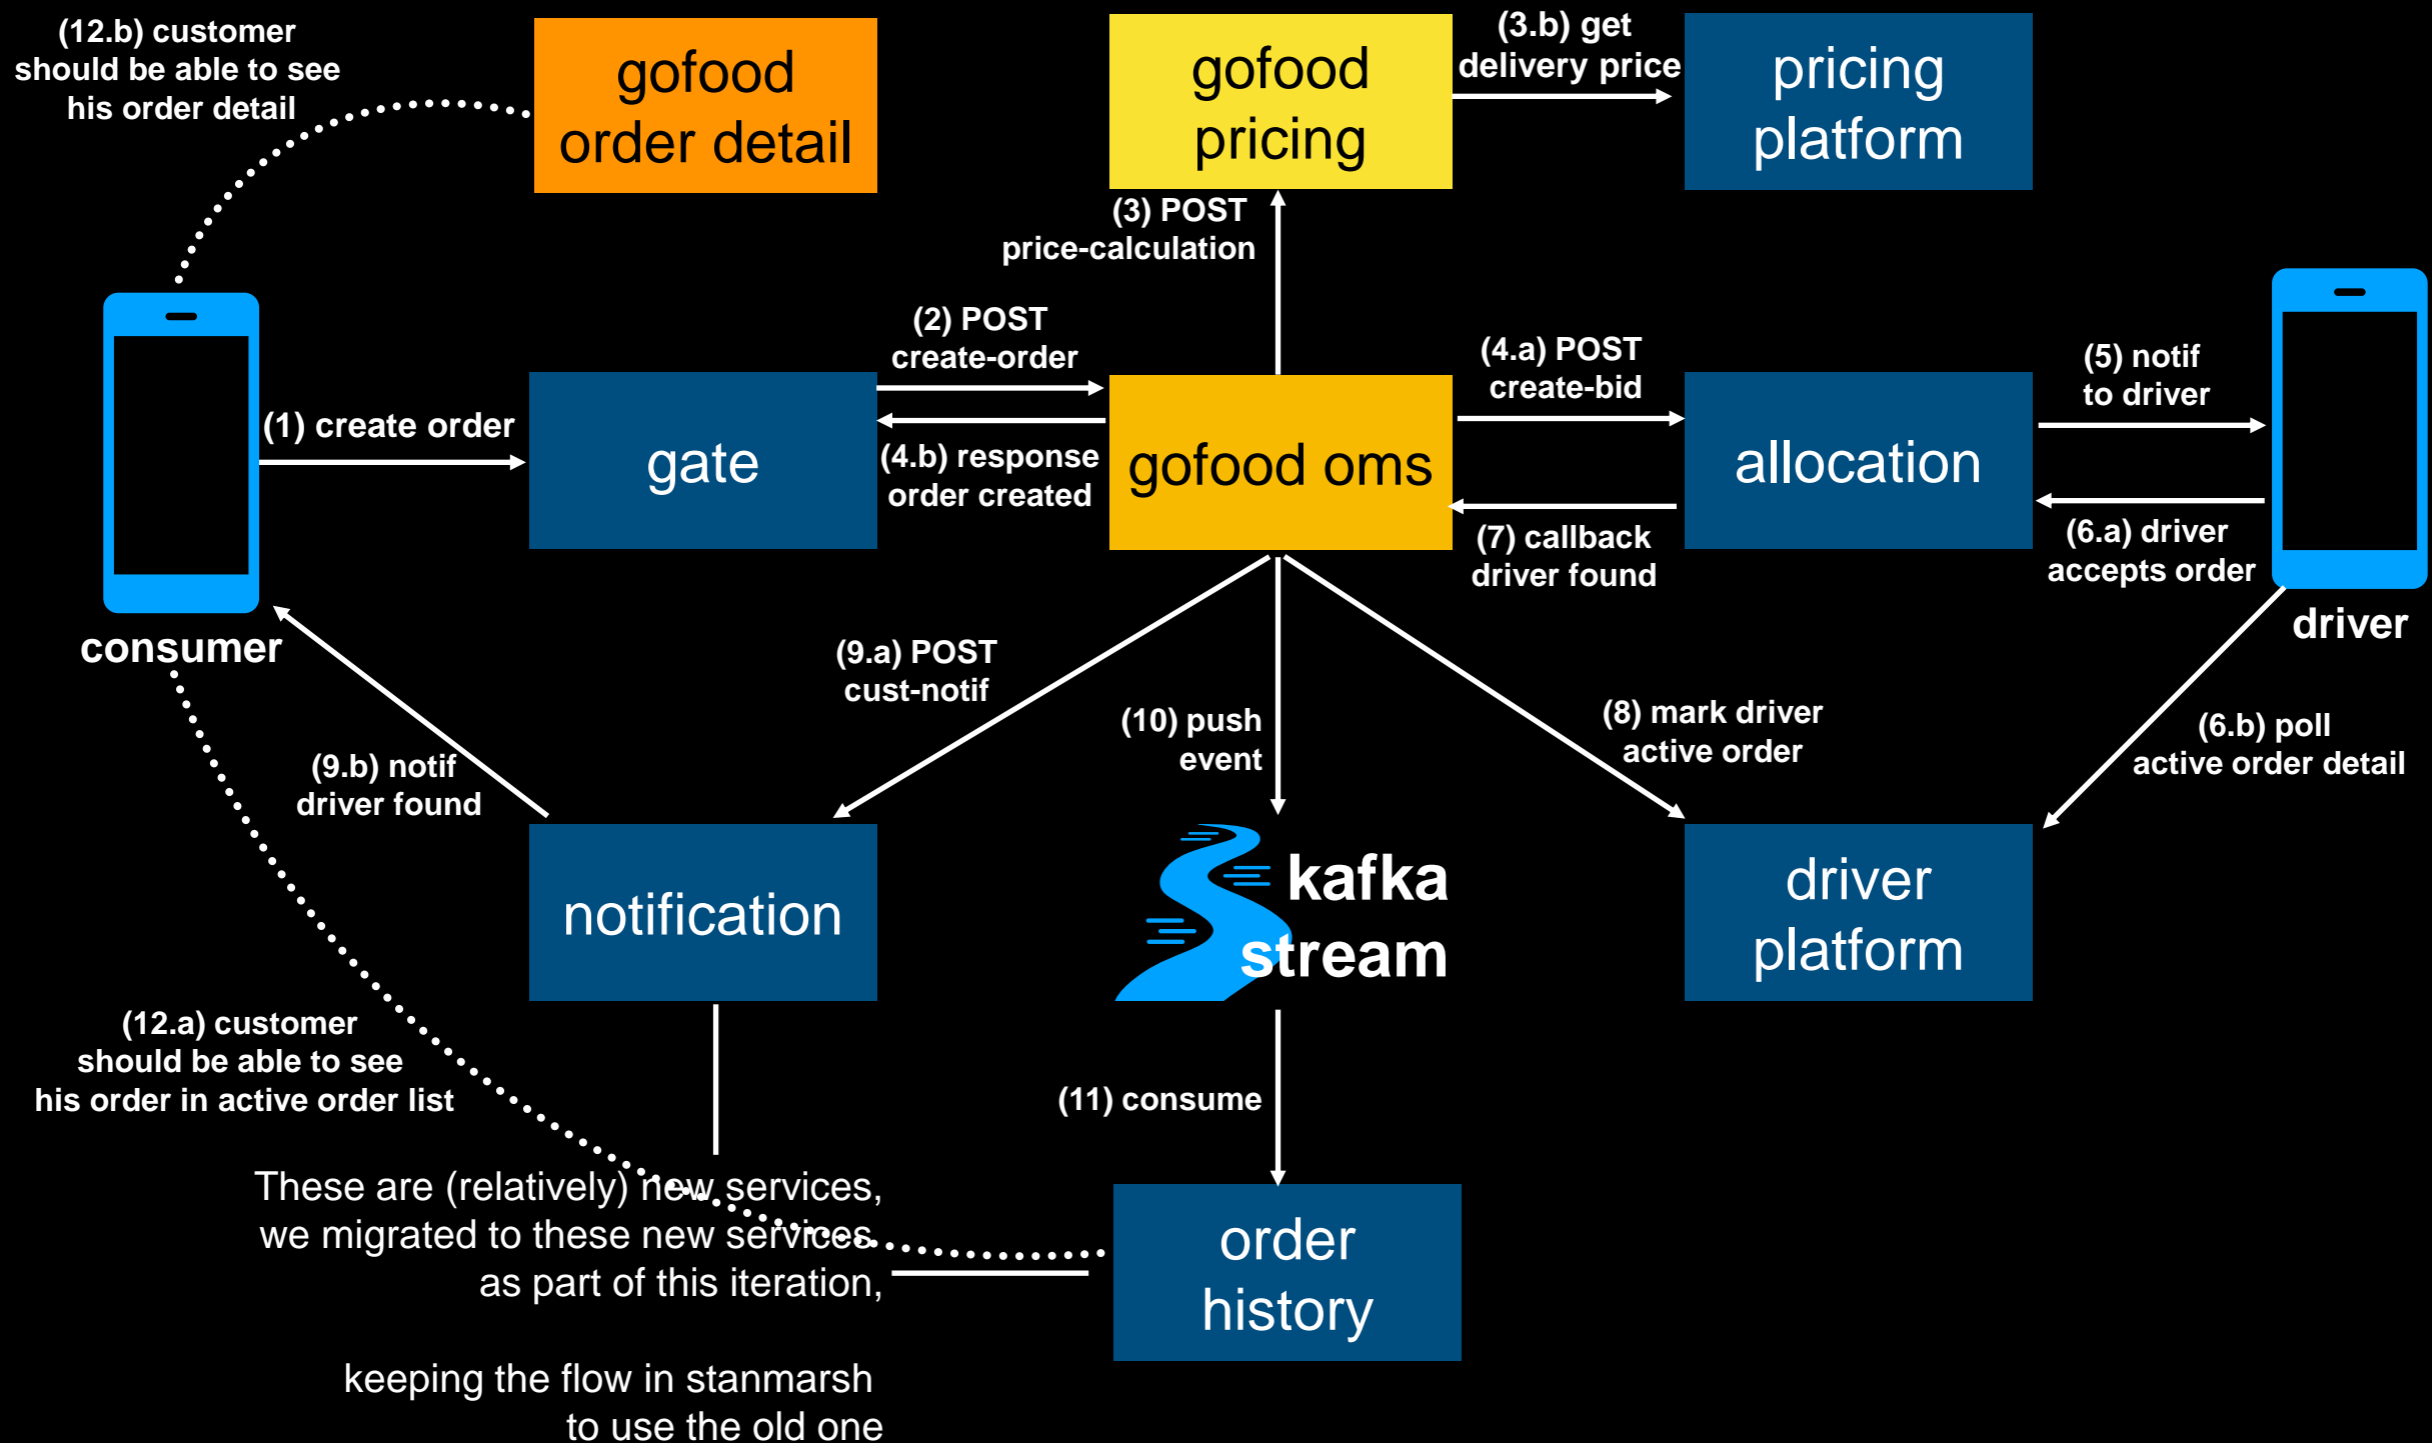 (12.b) customer
should be able to see
his order detail
gofood
order detail
gofood
pricing
(3.b) get
delivery price
pricing
platform
(3) POST
price-calculation
(2) POST
create-order
(4.a) POST
create-bid
(5) notif
to driver
(1) create order
gate
(4.b) response
order created
gofood oms
allocation
(7) callback
driver found
(6.a) driver
accepts order
consumer
driver
(9.a) POST
cust-notif
(10) push
event
(8) mark driver
active order
(6.b) poll
active order detail
(9.b) notif
driver found
notification
kafka
stream
driver
platform
(12.a) customer
should be able to see
his order in active order list
(11) consume
These are (relatively) new services,
we migrated to these new services
as part of this iteration,
keeping the flow in stanmarsh
to use the old one
order
history